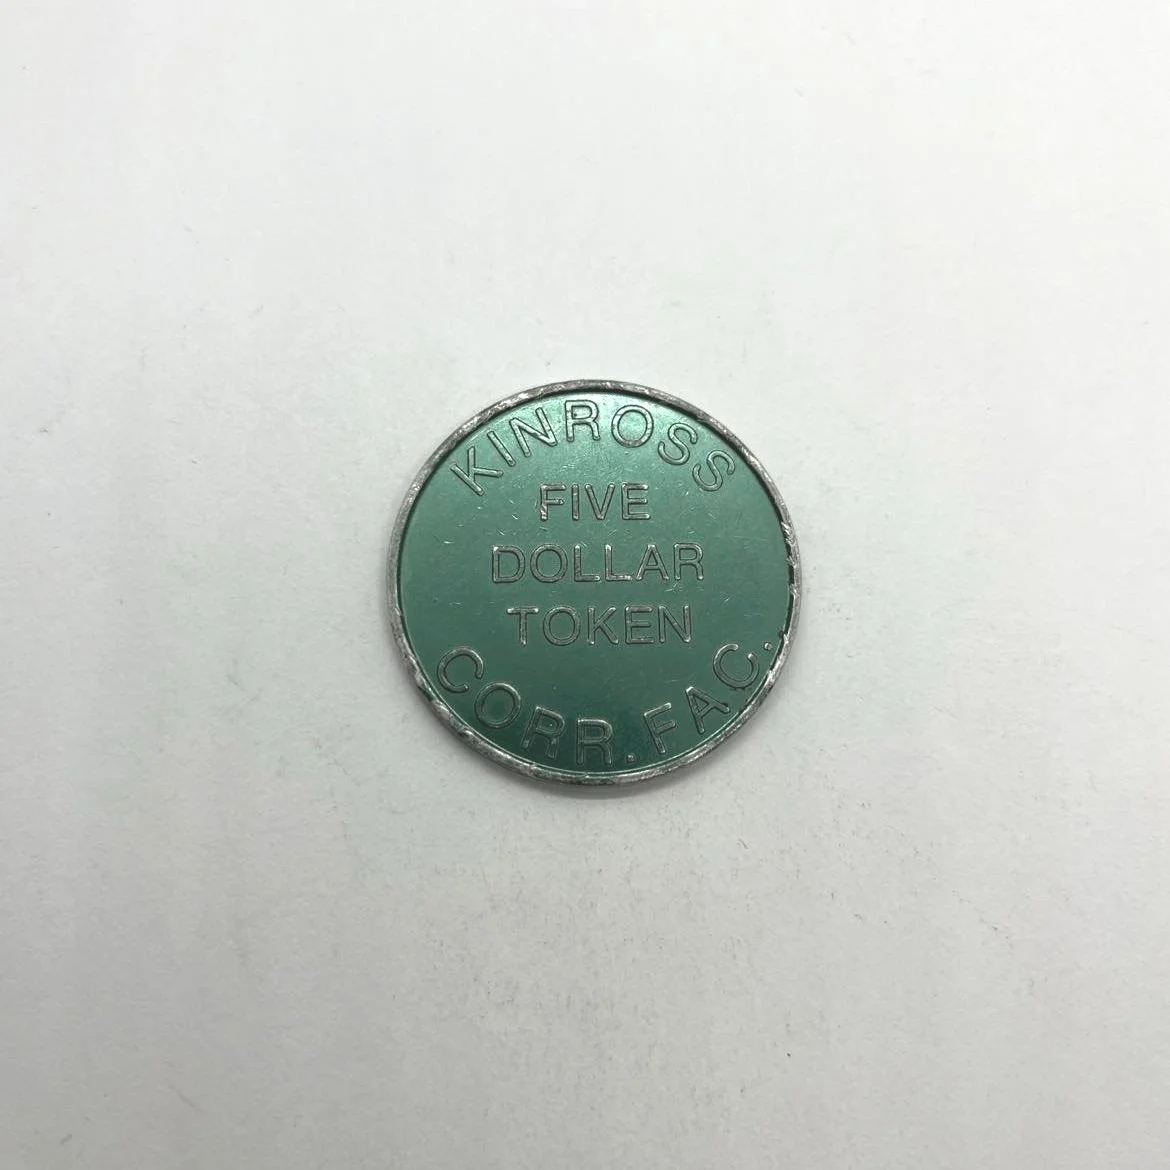 KINROSS
FIVE
DOLLAR
TOKEN
CORR. FAC.